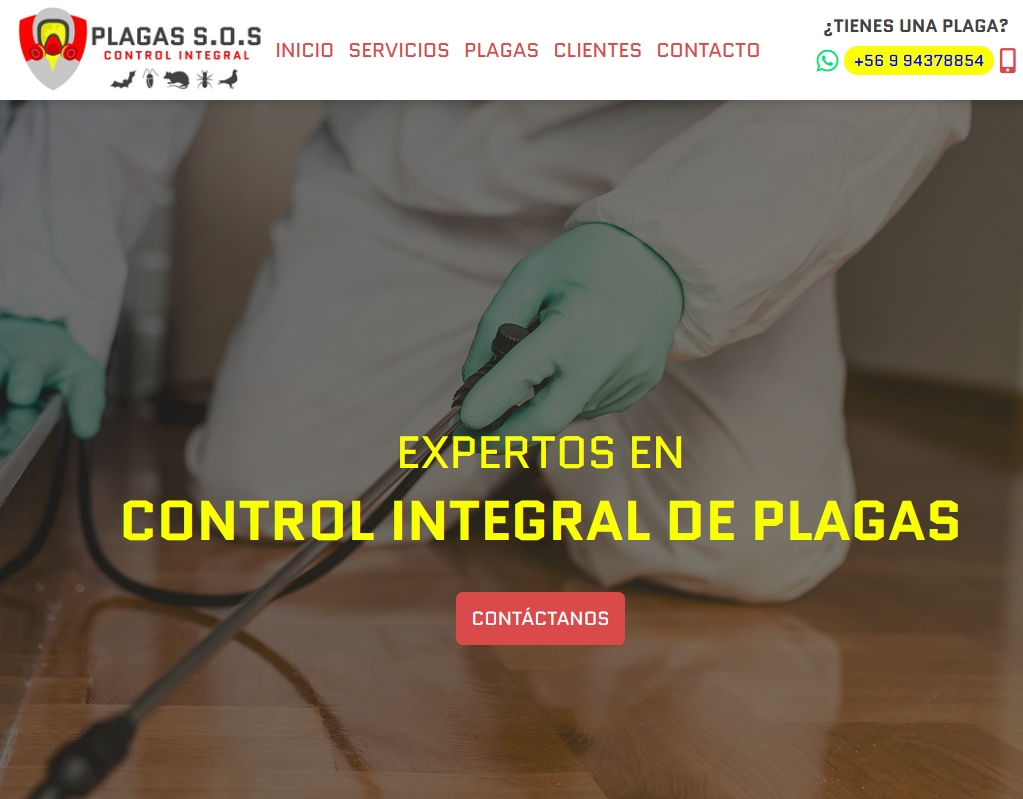 PLAGAS S.O.S
CONTROL INTEGRAL
INICIO SERVICIOS PLAGAS CLIENTES CONTACTO
¿TIENES UNA PLAGA?
+56 9 94378854
EXPERTOS EN
CONTROL INTEGRAL DE PLAGAS
CONTÁCTANOS